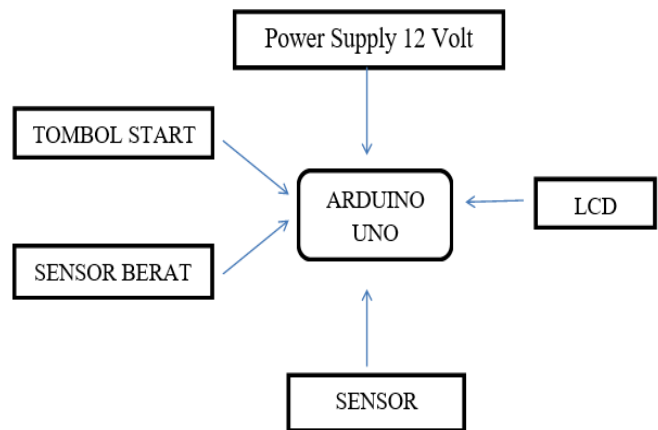 Power Supply 12 Volt
TOMBOL START
ARDUINO
UNO
LCD
SENSOR BERAT
SENSOR